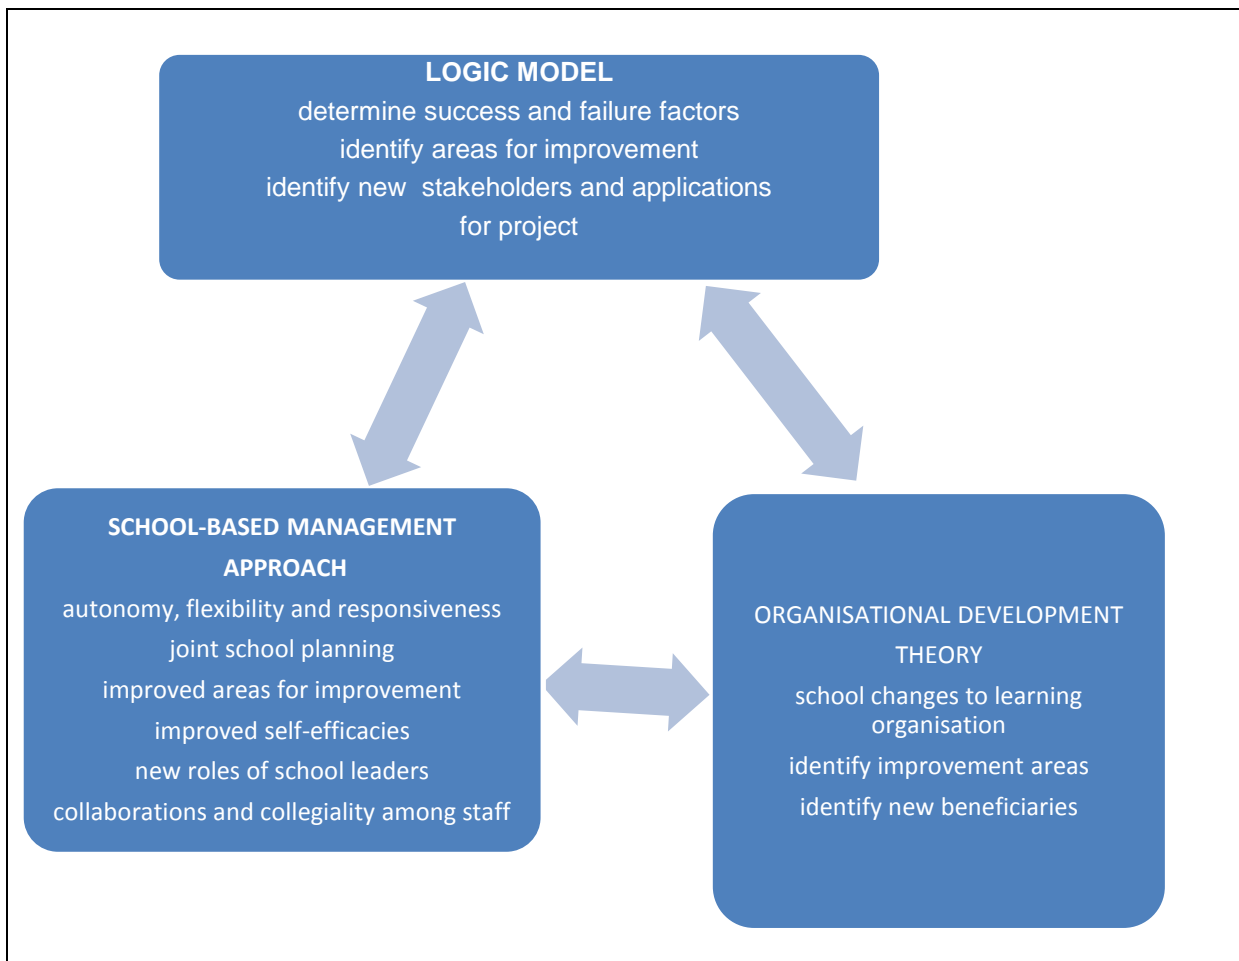 LOGIC MODEL
determine success and failure factors
identify areas for improvement
identify new  stakeholders and applications
for project
SCHOOL-BASED MANAGEMENT
APPROACH
autonomy, flexibility and responsiveness
joint school planning
improved areas for improvement
improved self-efficacies
new roles of school leaders
collaborations and collegiality among staff
ORGANISATIONAL DEVELOPMENT
THEORY
school changes to learning
organisation
identify improvement areas
identify new beneficiaries